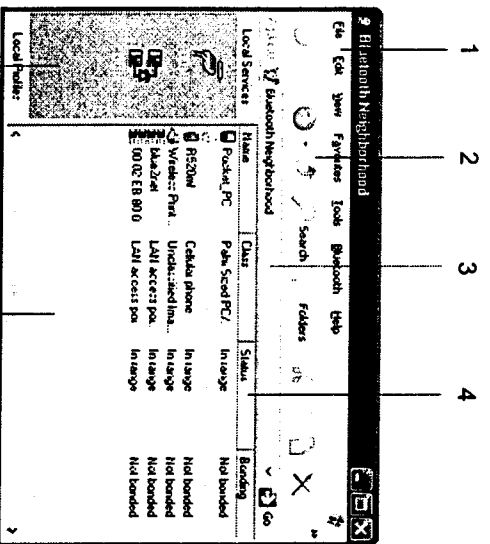 1
2
3
4
Bluetooth Neighborhood
File Edit View Favorites Tools Bluetooth Help
Search Folders
Bluetooth Neighborhood Go
Local Services
Local Profiles
Name Class Status Bonding
Pocket_PC Palm Sized PC/. In range Not bonded
R520m Cellular phone In range Not bonded
Wireless Print ... Unclassified Ima... In range Not bonded
blue2net LAN access poi. In range Not bonded
00 02 EB 80 0 LAN access poi. In range Not bonded